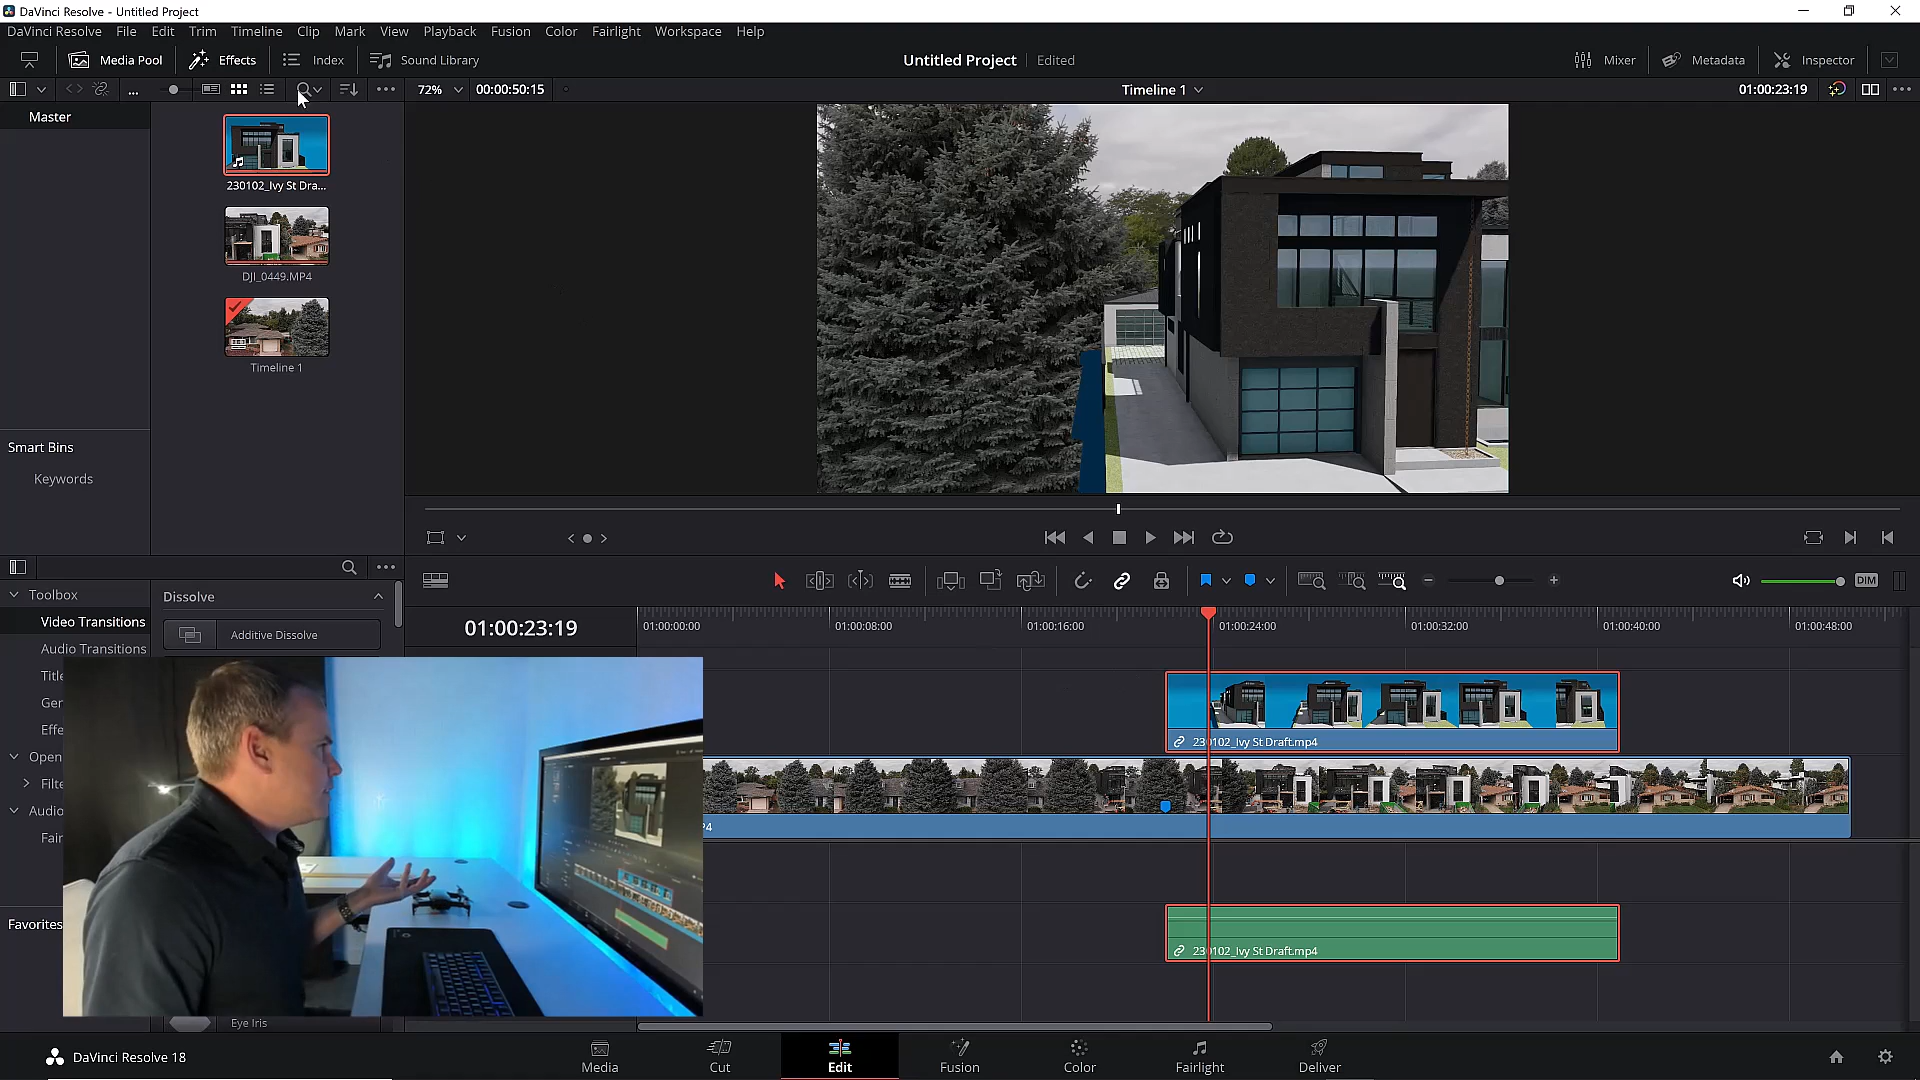 DaVinci Resolve - Untitled Project
DaVinci Resolve File Edit Trim Timeline Clip Mark View Playback Fusion Color Fairlight Workspace Help
Media Pool Effects Index Sound Library Untitled Project Edited Mixer Metadata Inspector
72% 00:00:50:15 Timeline 1 01:00:23:19
Master
230102_Ivy St Dra...
DJI_0449.MP4
Timeline 1
Smart Bins
Keywords
Toolbox
Video Transitions
Audio Transitions
Title
Gen
Effe
Open
Filte
Audio
Fair
Favorites
Dissolve
Additive Dissolve
Eye Iris
DIM
01:00:23:19
01:00:00:00 01:00:08:00 01:00:16:00 01:00:24:00 01:00:32:00 01:00:40:00 01:00:48:00
230102_Ivy St Draft.mp4
P4
230102_Ivy St Draft.mp4
DaVinci Resolve 18
Media Cut Edit Fusion Color Fairlight Deliver